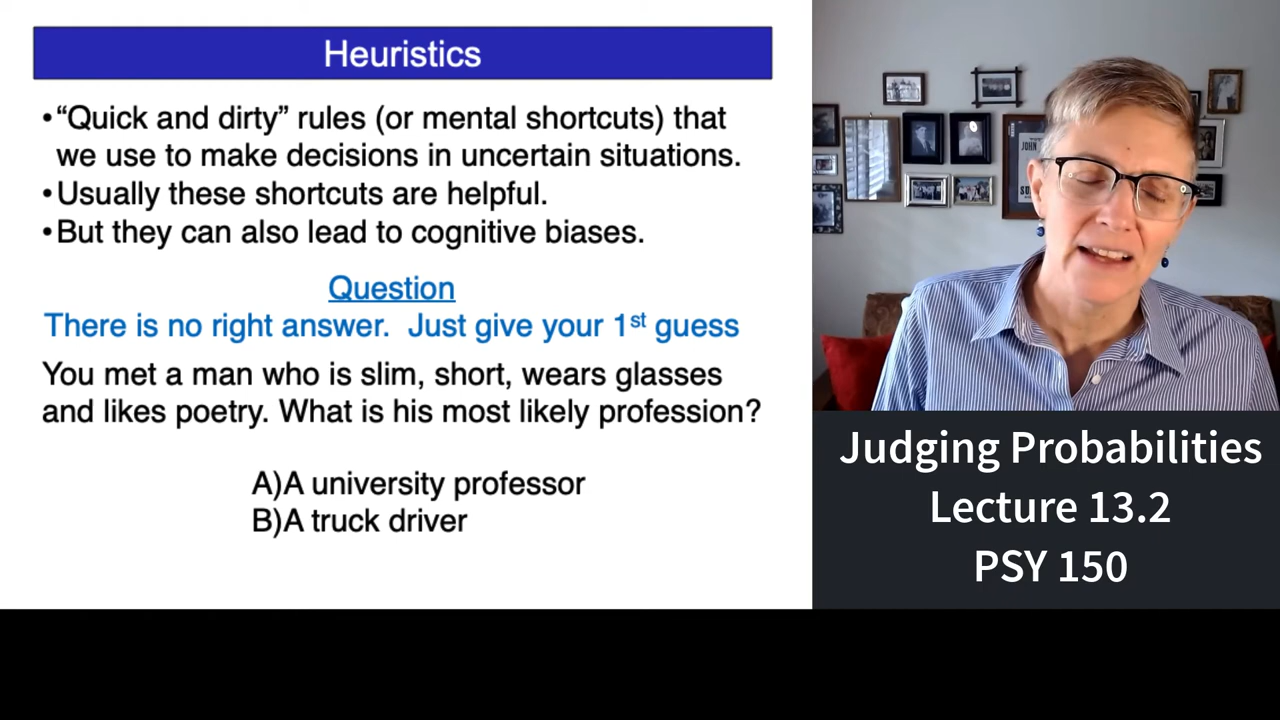 Heuristics
•“Quick and dirty” rules (or mental shortcuts) that
we use to make decisions in uncertain situations.
•Usually these shortcuts are helpful.
•But they can also lead to cognitive biases.
Question
There is no right answer.  Just give your 1st guess
You met a man who is slim, short, wears glasses
and likes poetry. What is his most likely profession?
A)A university professor
B)A truck driver
JOHN
Judging Probabilities
Lecture 13.2
PSY 150